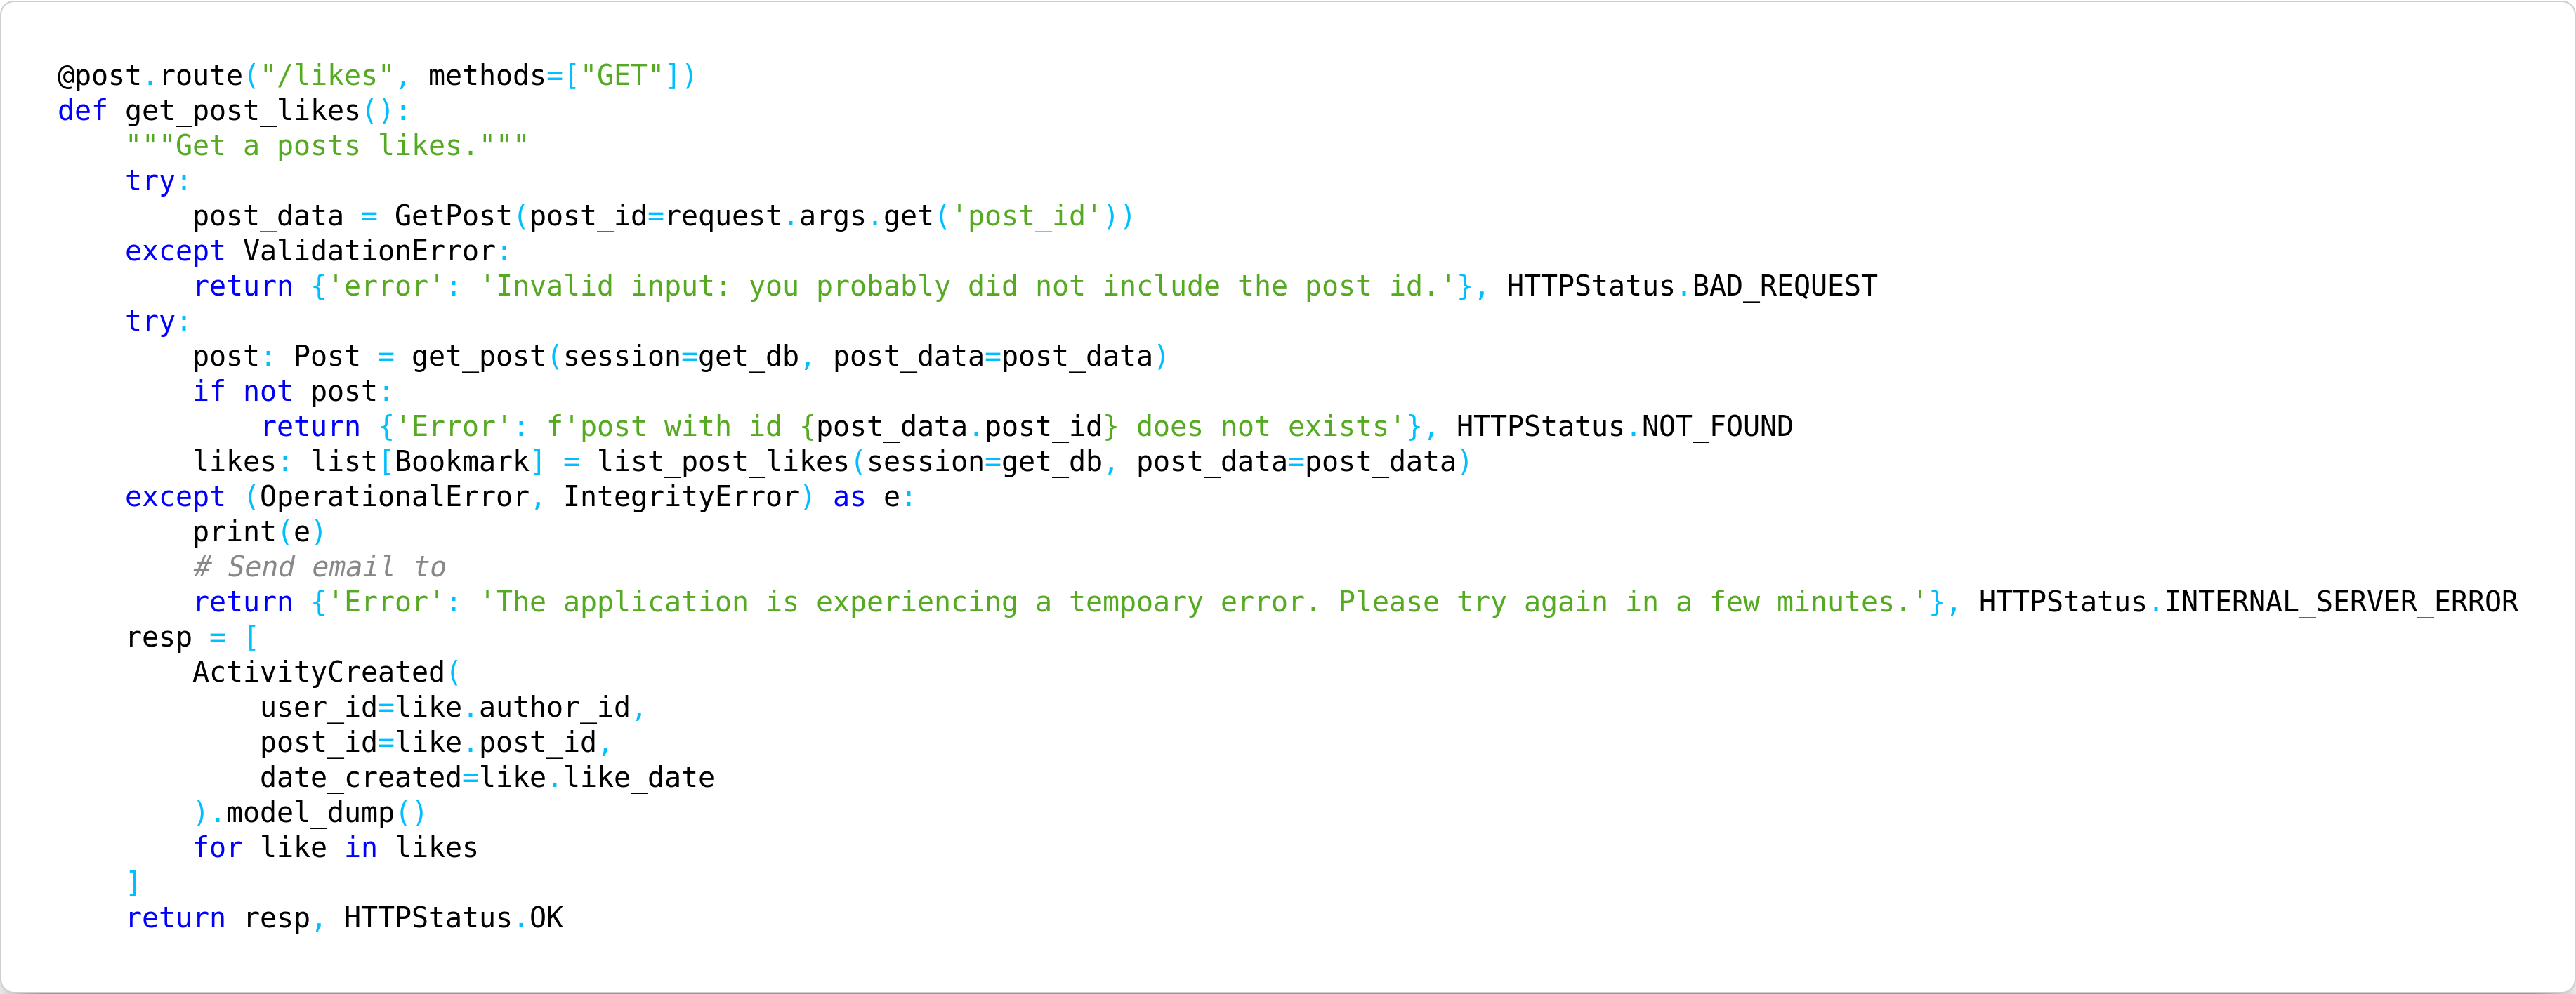 @post.route("/likes", methods=["GET"])
def get_post_likes():
    """Get a posts likes."""
    try:
        post_data = GetPost(post_id=request.args.get('post_id'))
    except ValidationError:
        return {'error': 'Invalid input: you probably did not include the post id.'}, HTTPStatus.BAD_REQUEST
    try:
        post: Post = get_post(session=get_db, post_data=post_data)
        if not post:
            return {'Error': f'post with id {post_data.post_id} does not exists'}, HTTPStatus.NOT_FOUND
        likes: list[Bookmark] = list_post_likes(session=get_db, post_data=post_data)
    except (OperationalError, IntegrityError) as e:
        print(e)
        # Send email to
        return {'Error': 'The application is experiencing a tempoary error. Please try again in a few minutes.'}, HTTPStatus.INTERNAL_SERVER_ERROR
    resp = [
        ActivityCreated(
            user_id=like.author_id,
            post_id=like.post_id,
            date_created=like.like_date
        ).model_dump()
        for like in likes
    ]
    return resp, HTTPStatus.OK